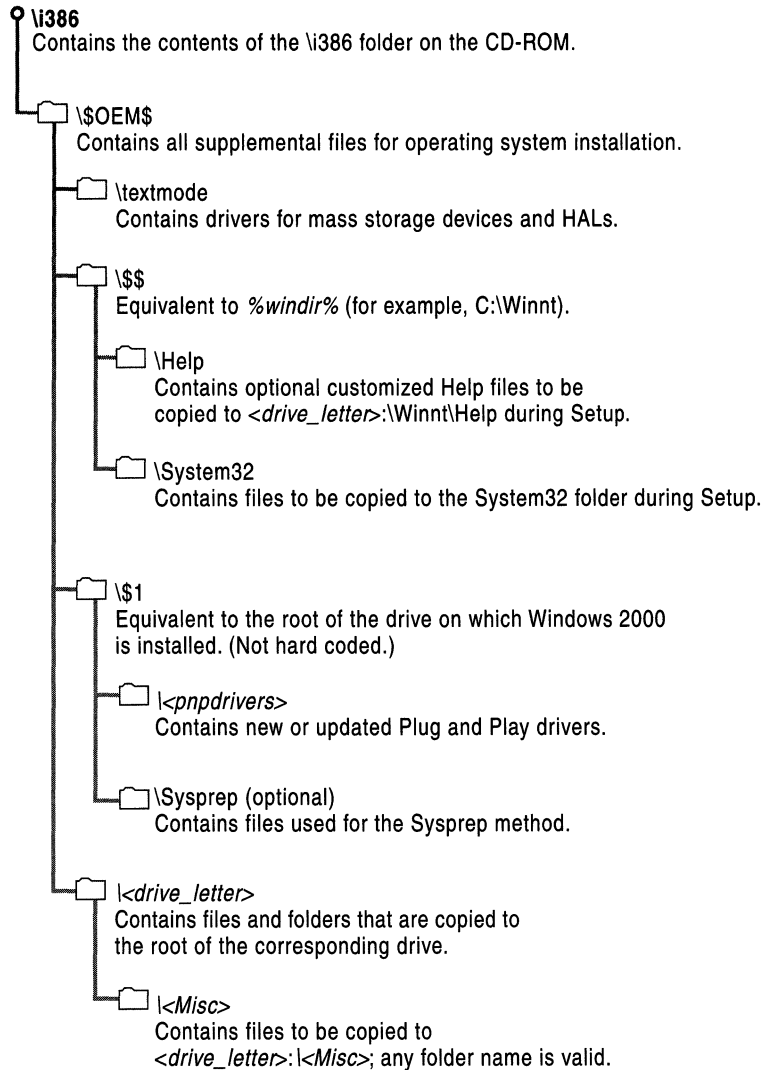 \i386
Contains the contents of the \i386 folder on the CD-ROM.
\$OEM$
Contains all supplemental files for operating system installation.
\textmode
Contains drivers for mass storage devices and HALs.
\$$
Equivalent to %windir% (for example, C:\Winnt).
\Help
Contains optional customized Help files to be
copied to <drive_letter>:\Winnt\Help during Setup.
\System32
Contains files to be copied to the System32 folder during Setup.
\$1
Equivalent to the root of the drive on which Windows 2000
is installed. (Not hard coded.)
\<pnpdrivers>
Contains new or updated Plug and Play drivers.
\Sysprep (optional)
Contains files used for the Sysprep method.
\<drive_letter>
Contains files and folders that are copied to
the root of the corresponding drive.
\<Misc>
Contains files to be copied to
<drive_letter>:\<Misc>; any folder name is valid.